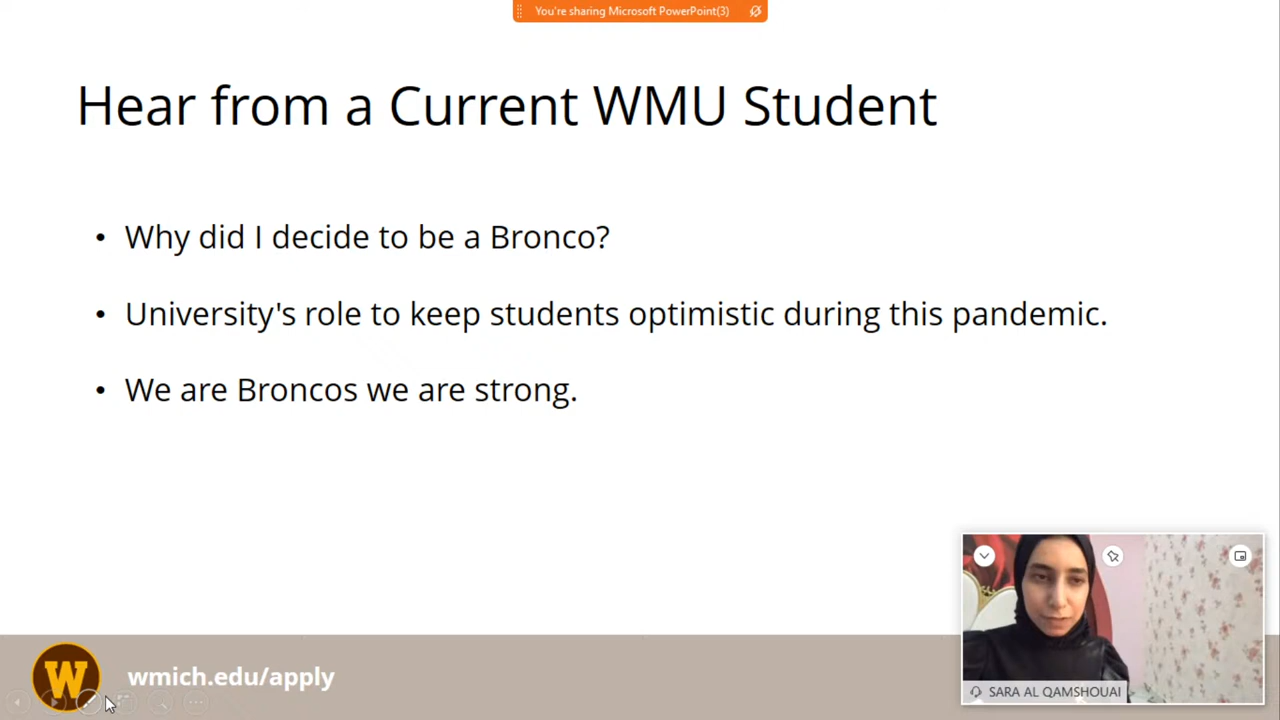 You're sharing Microsoft PowerPoint(3)
Hear from a Current WMU Student
• Why did I decide to be a Bronco?
• University's role to keep students optimistic during this pandemic.
• We are Broncos we are strong.
W
wmich.edu/apply
SARA AL QAMSHOUAI